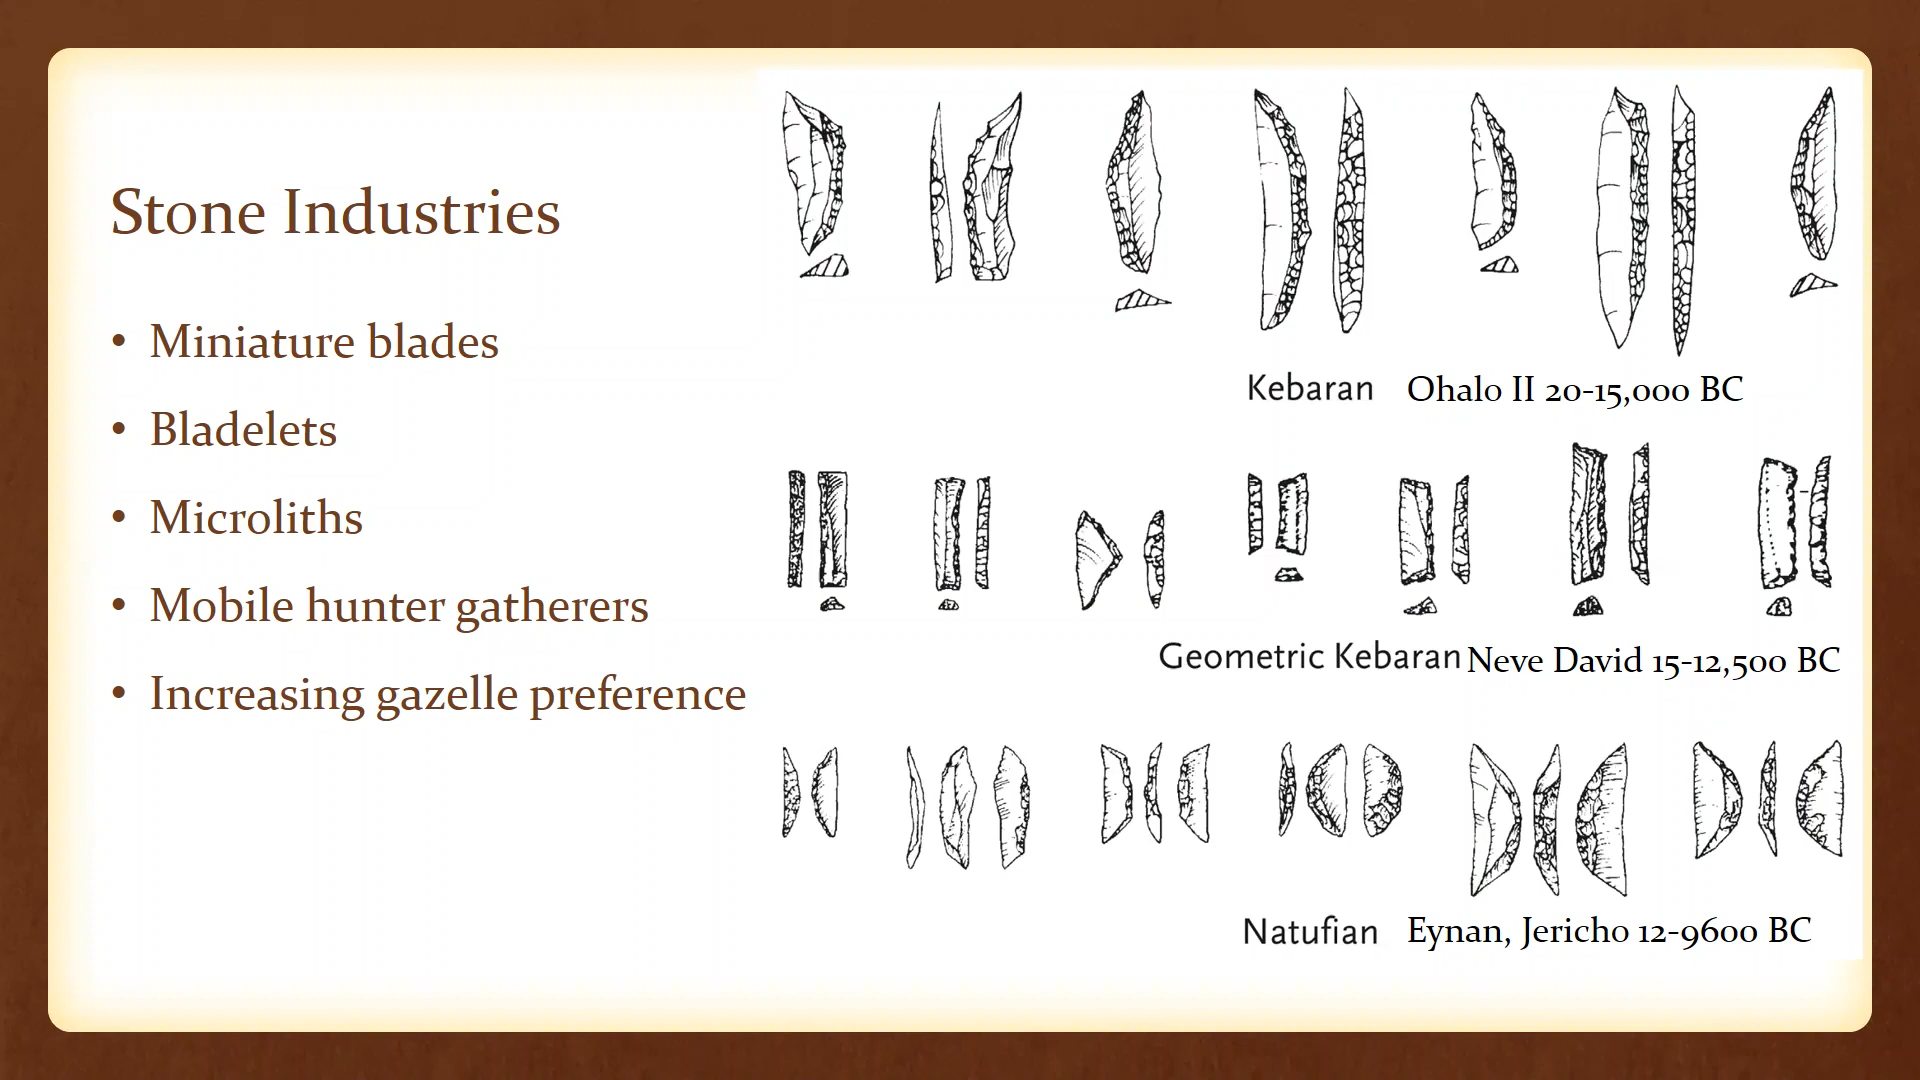 Stone Industries
• Miniature blades
• Bladelets
• Microliths
• Mobile hunter gatherers
• Increasing gazelle preference
Kebaran Ohalo II 20-15,000 BC
Geometric Kebaran Neve David 15-12,500 BC
Natufian Eynan, Jericho 12-9600 BC